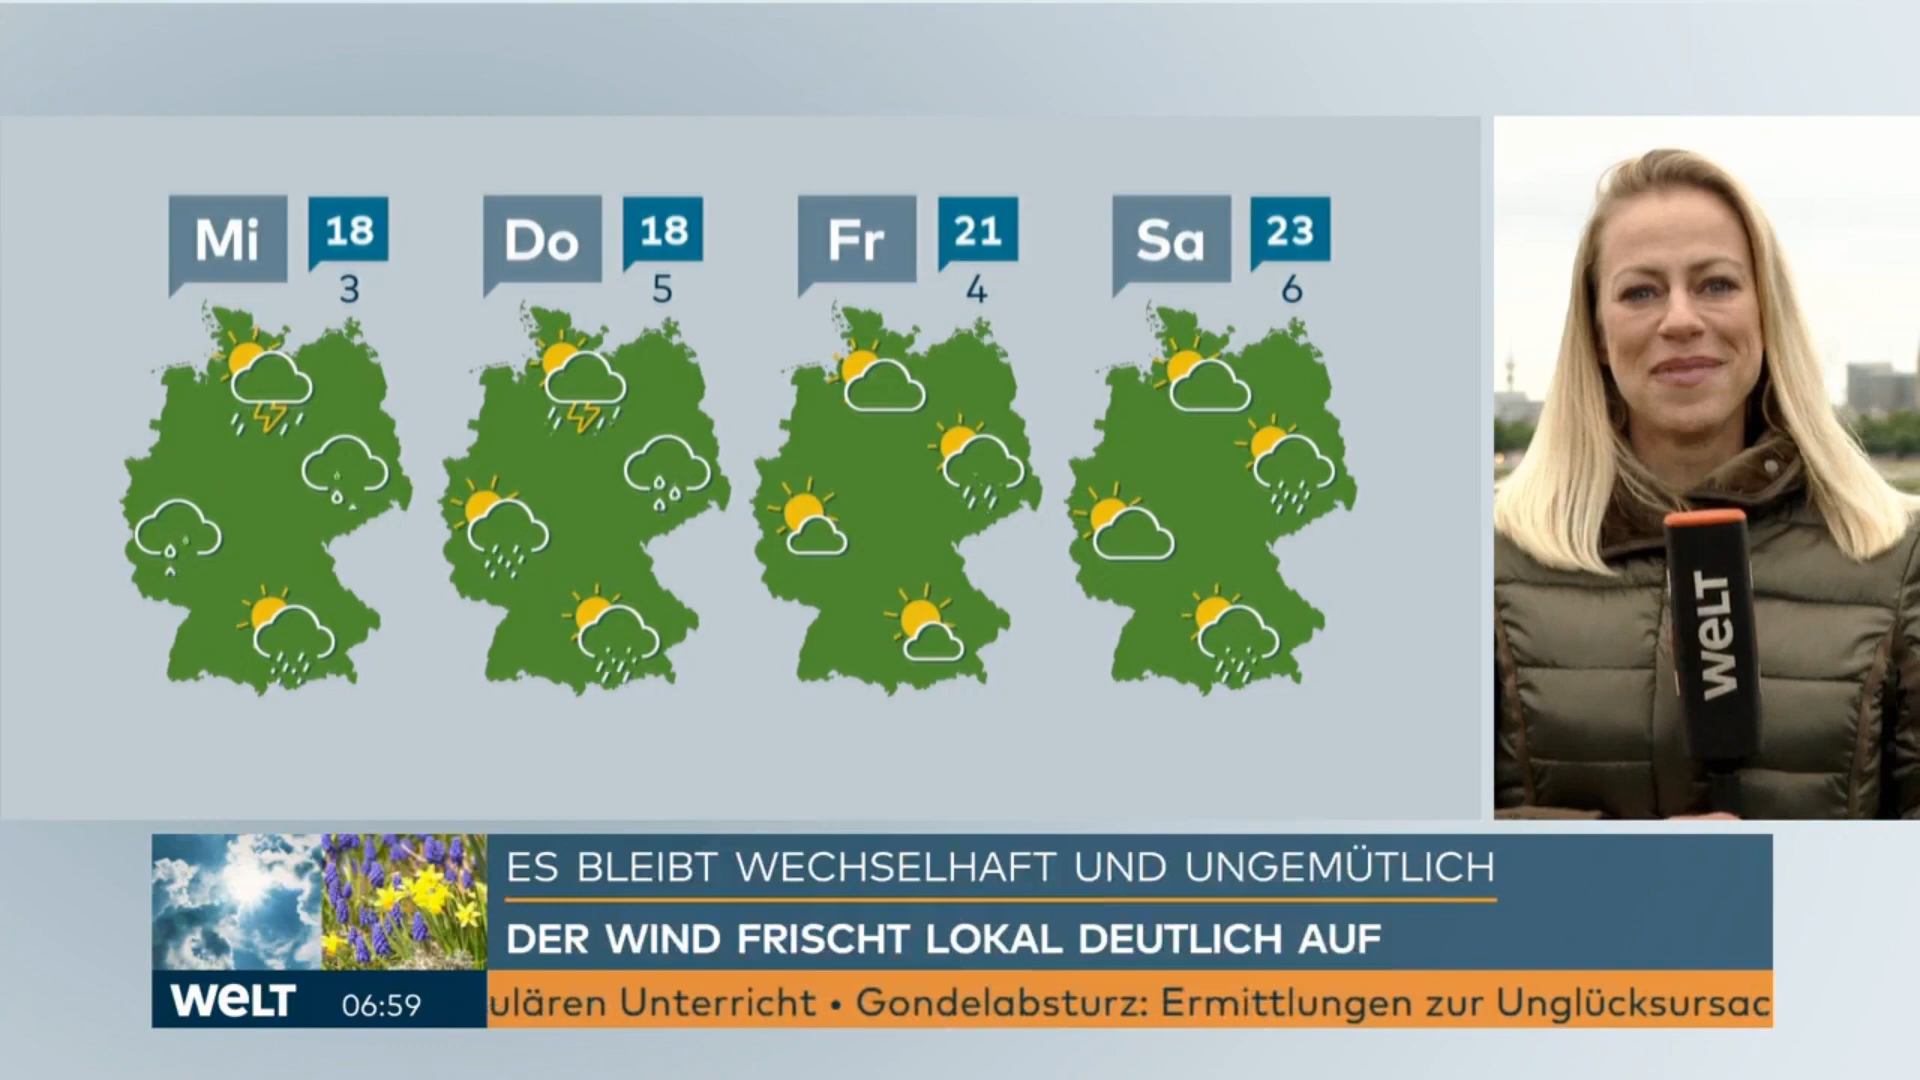 Mi 18
3
Do 18
5
Fr 21
4
Sa 23
6
WELT
ES BLEIBT WECHSELHAFT UND UNGEMÜTLICH
DER WIND FRISCHT LOKAL DEUTLICH AUF
WELT 06:59
ulären Unterricht • Gondelabsturz: Ermittlungen zur Unglücksursac